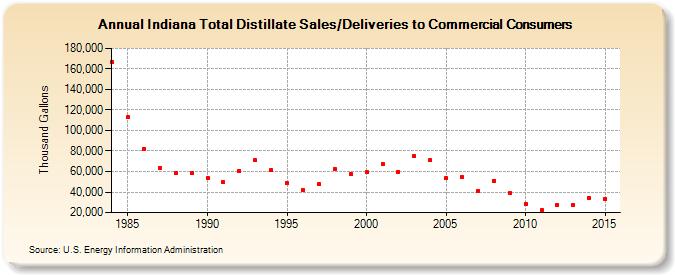 Annual Indiana Total Distillate Sales/Deliveries to Commercial Consumers
Thousand Gallons
180,000
160,000
140,000
120,000
100,000
80,000
60,000
40,000
20,000
1985 1990 1995 2000 2005 2010 2015
Source: U.S. Energy Information Administration